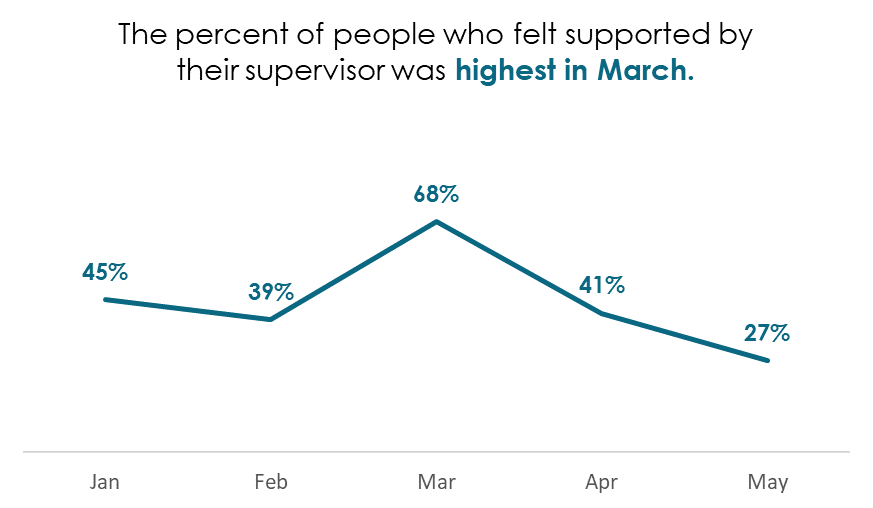 The percent of people who felt supported by
their supervisor was highest in March.
68%
45%
41%
39%
27%
Jan Feb Mar Apr May